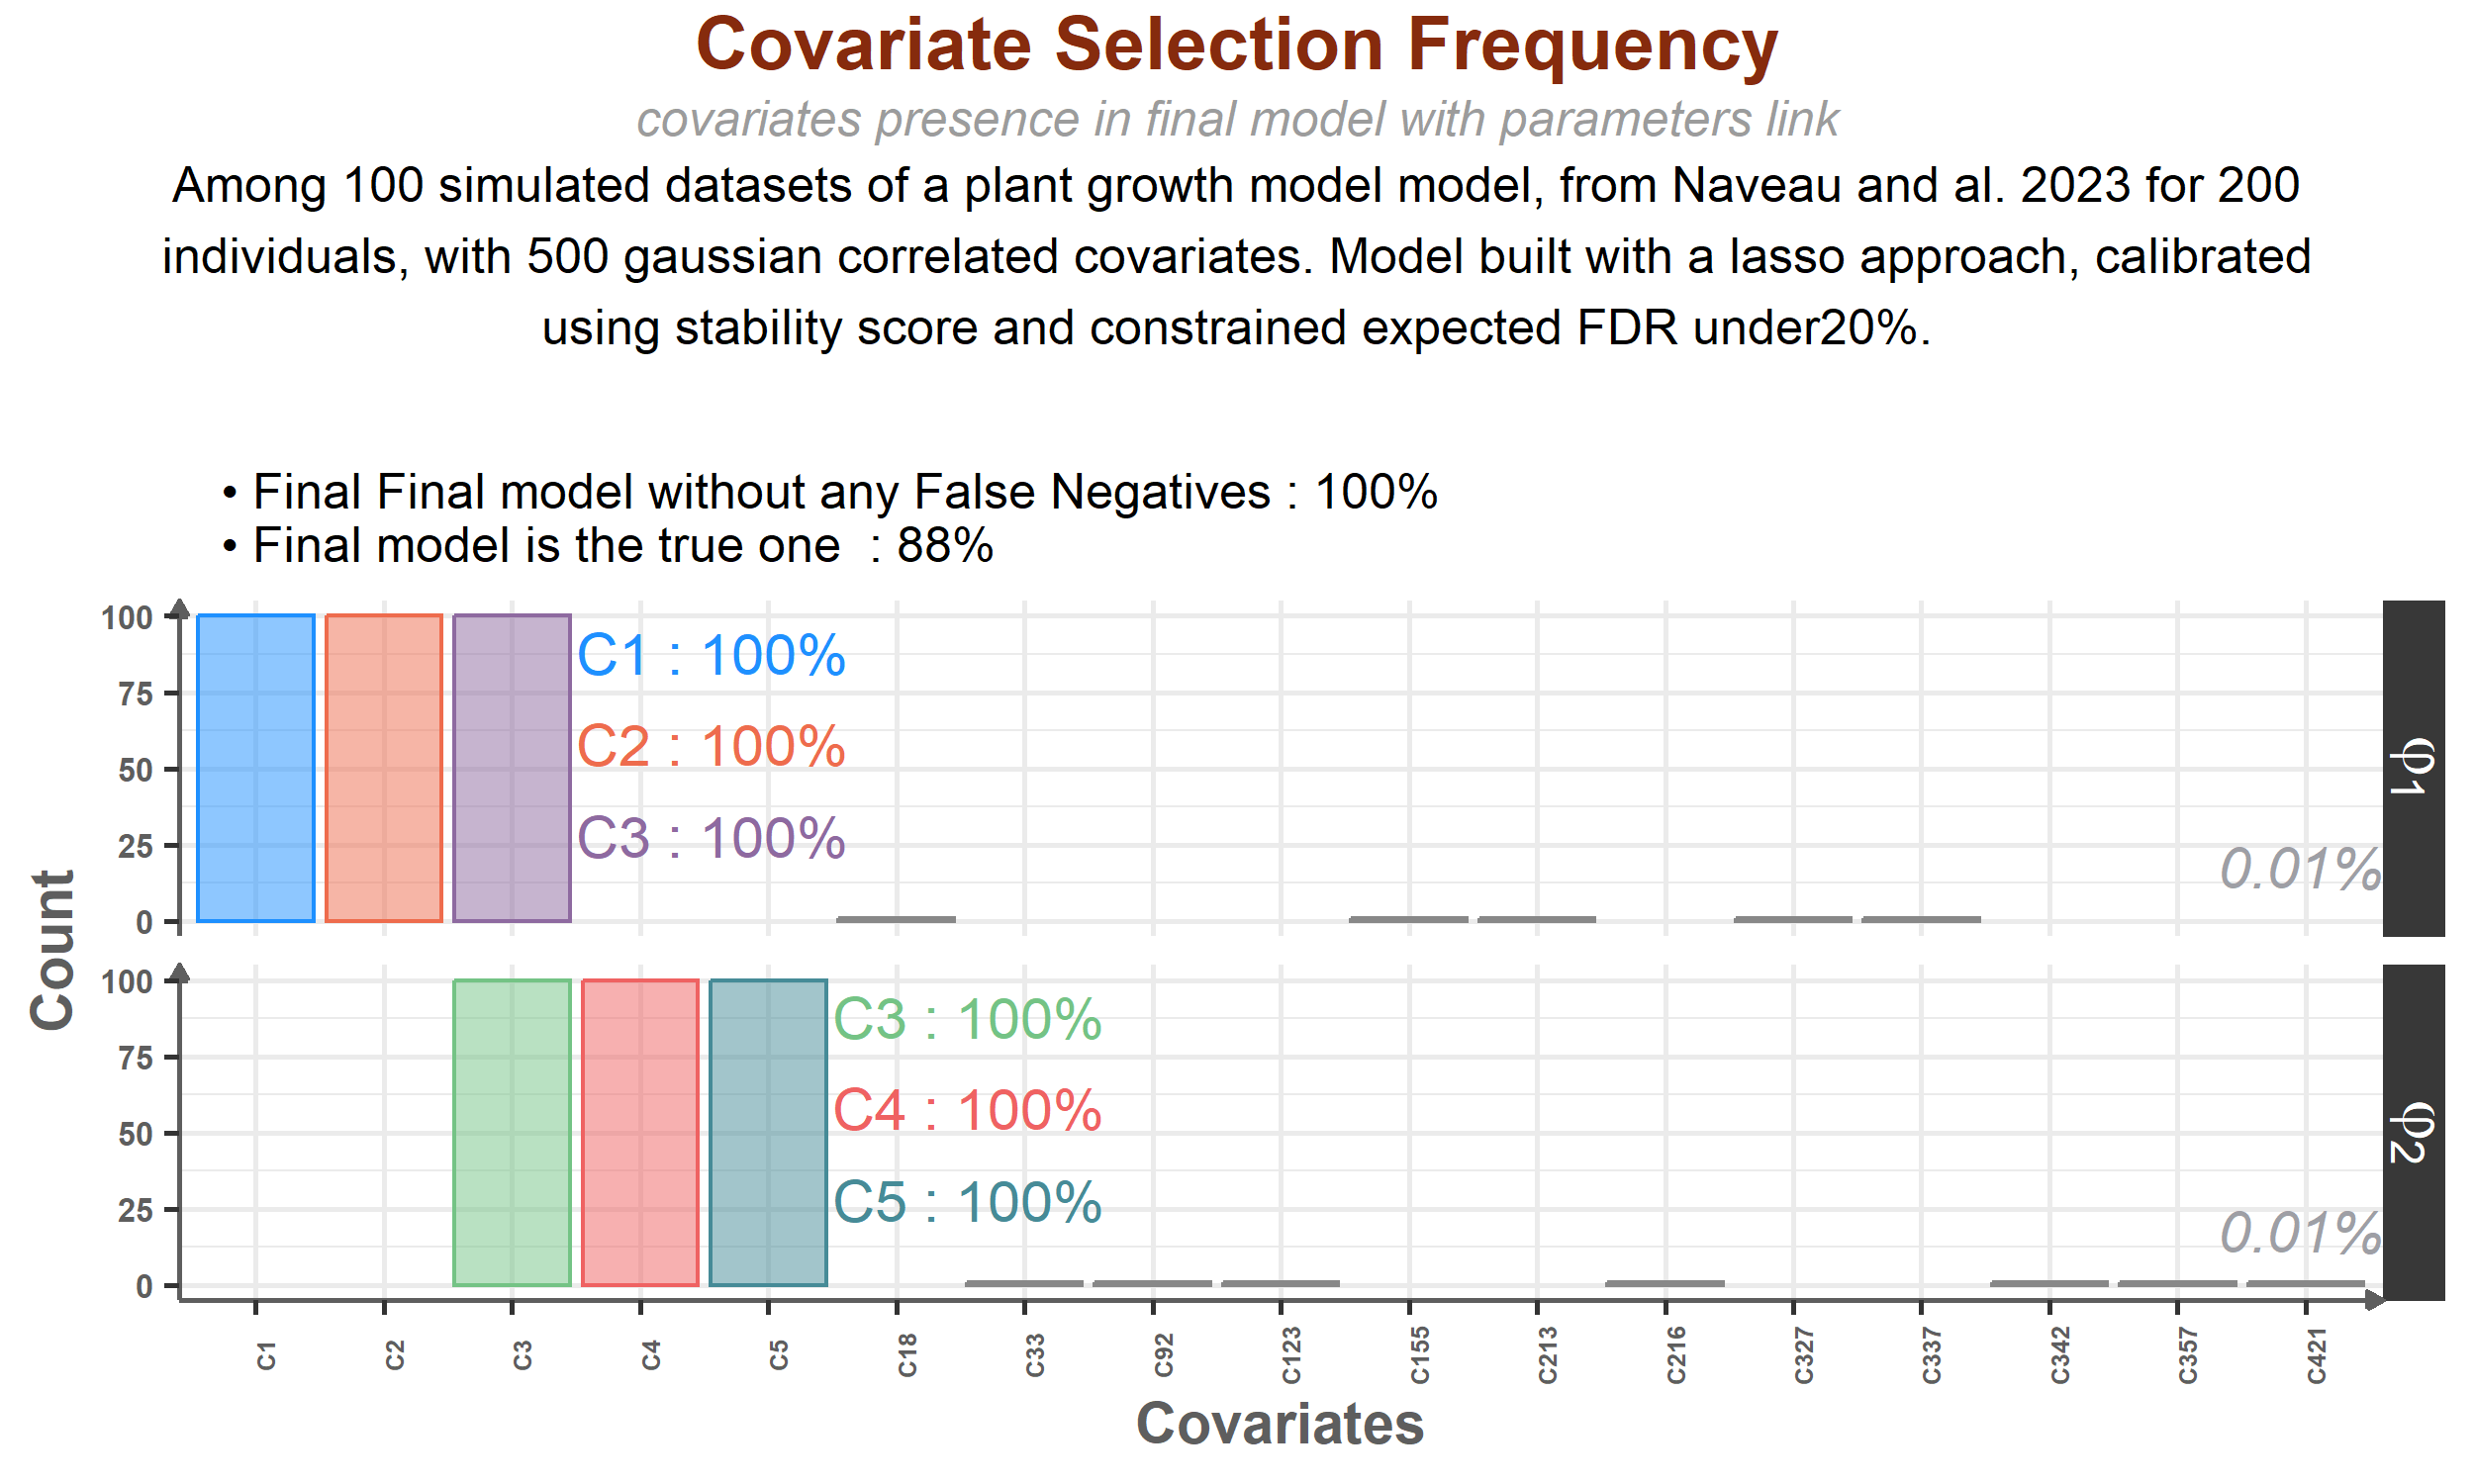 Covariate Selection Frequency
covariates presence in final model with parameters link
Among 100 simulated datasets of a plant growth model model, from Naveau and al. 2023 for 200
individuals, with 500 gaussian correlated covariates. Model built with a lasso approach, calibrated
using stability score and constrained expected FDR under20%.
• Final Final model without any False Negatives : 100%
• Final model is the true one  : 88%
Count
100
75
50
25
0
C1 : 100%
C2 : 100%
C3 : 100%
0.01%
φ1
100
75
50
25
0
C3 : 100%
C4 : 100%
C5 : 100%
0.01%
φ2
C1
C2
C3
C4
C5
C18
C33
C92
C123
C155
C213
C216
C327
C337
C342
C357
C421
Covariates